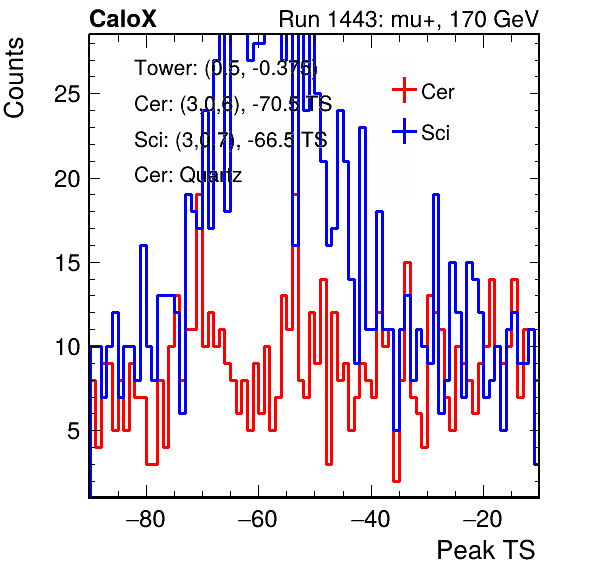 CaloX Run 1443: mu+, 170 GeV
Counts
Tower: (0.5, -0.375)
Cer: (3,0,6), -70.5 TS
Sci: (3,0,7), -66.5 TS
Cer: Quartz
Cer
Sci
25
20
15
10
5
−80 −60 −40 −20
Peak TS